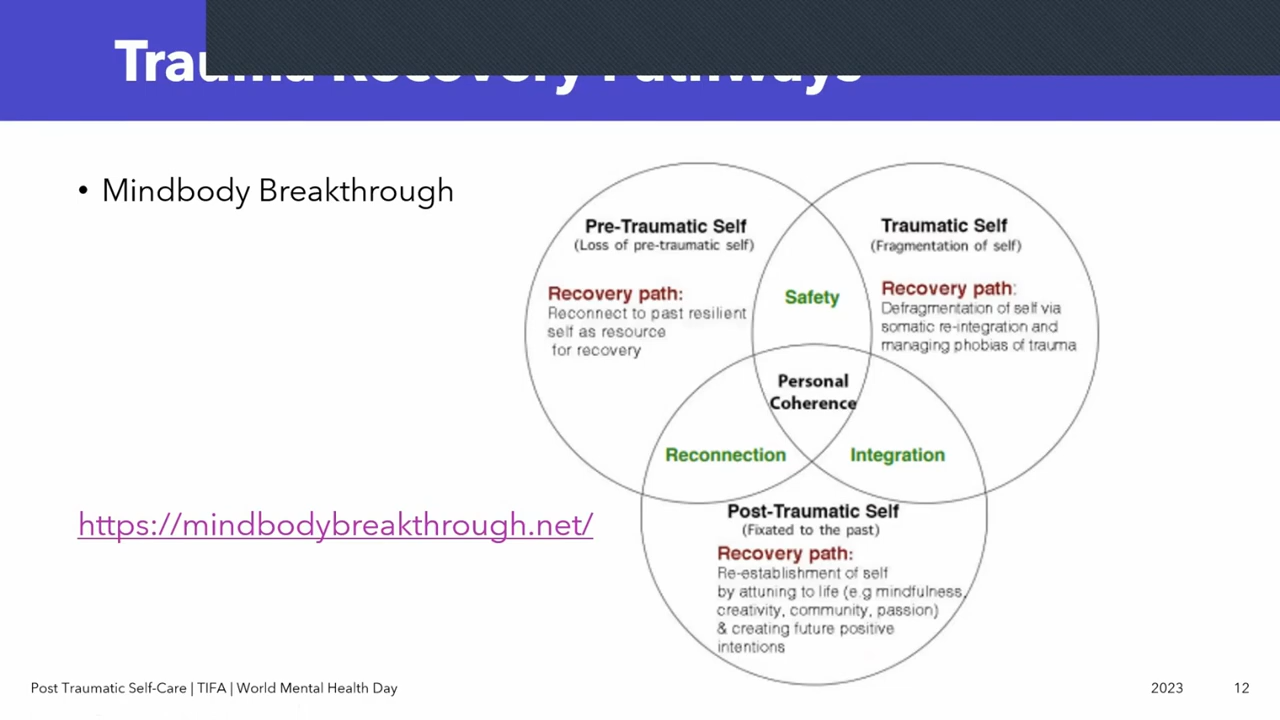 Trauma Recovery Pathways
• Mindbody Breakthrough
https://mindbodybreakthrough.net/
Pre-Traumatic Self
(Loss of pre-traumatic self)
Recovery path:
Reconnect to past resilient
self as resource
for recovery
Safety
Traumatic Self
(Fragmentation of self)
Recovery path:
Defragmentation of self via
somatic re-integration and
managing phobias of trauma
Personal
Coherence
Reconnection
Integration
Post-Traumatic Self
(Fixated to the past)
Recovery path:
Re-establishment of self
by attuning to life (e.g mindfulness,
creativity, community, passion)
& creating future positive
intentions
Post Traumatic Self-Care | TIFA | World Mental Health Day
2023
12